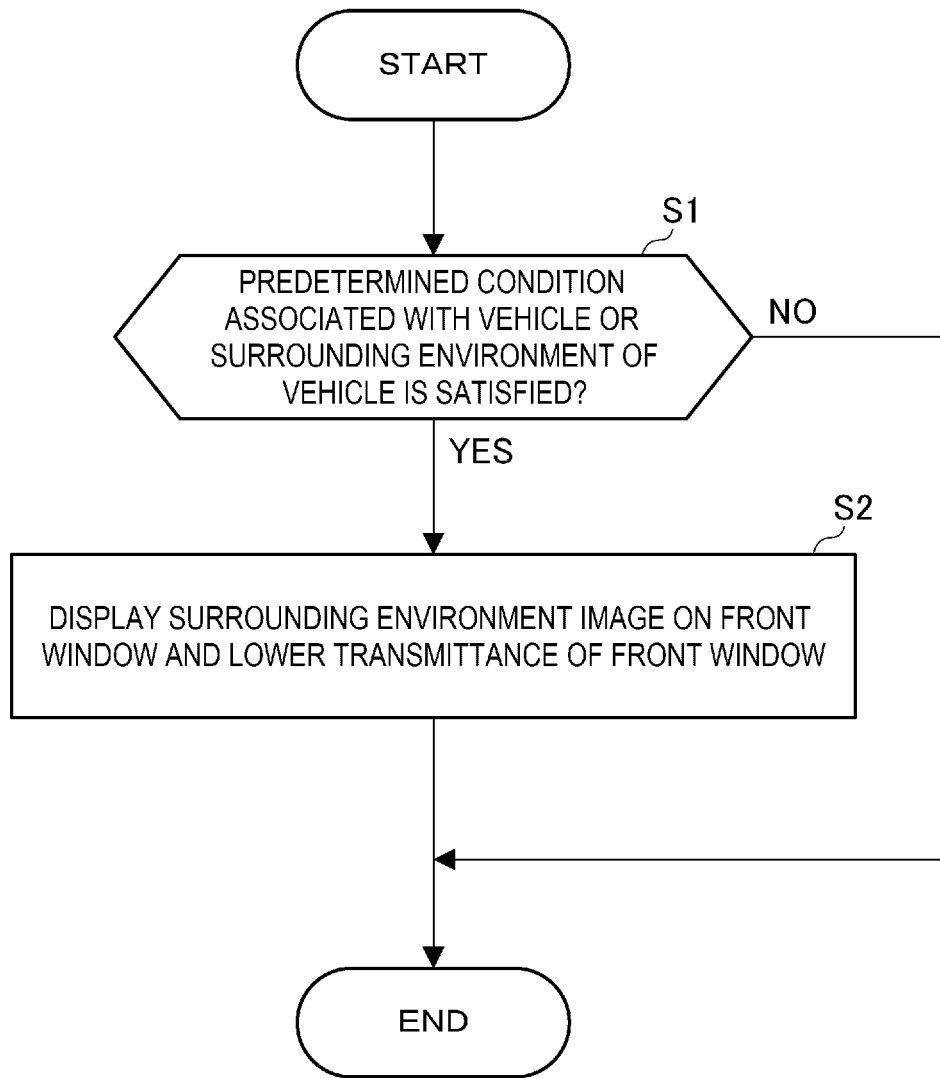 START
S1
PREDETERMINED CONDITION
ASSOCIATED WITH VEHICLE OR
SURROUNDING ENVIRONMENT OF
VEHICLE IS SATISFIED?
NO
YES
S2
DISPLAY SURROUNDING ENVIRONMENT IMAGE ON FRONT
WINDOW AND LOWER TRANSMITTANCE OF FRONT WINDOW
END